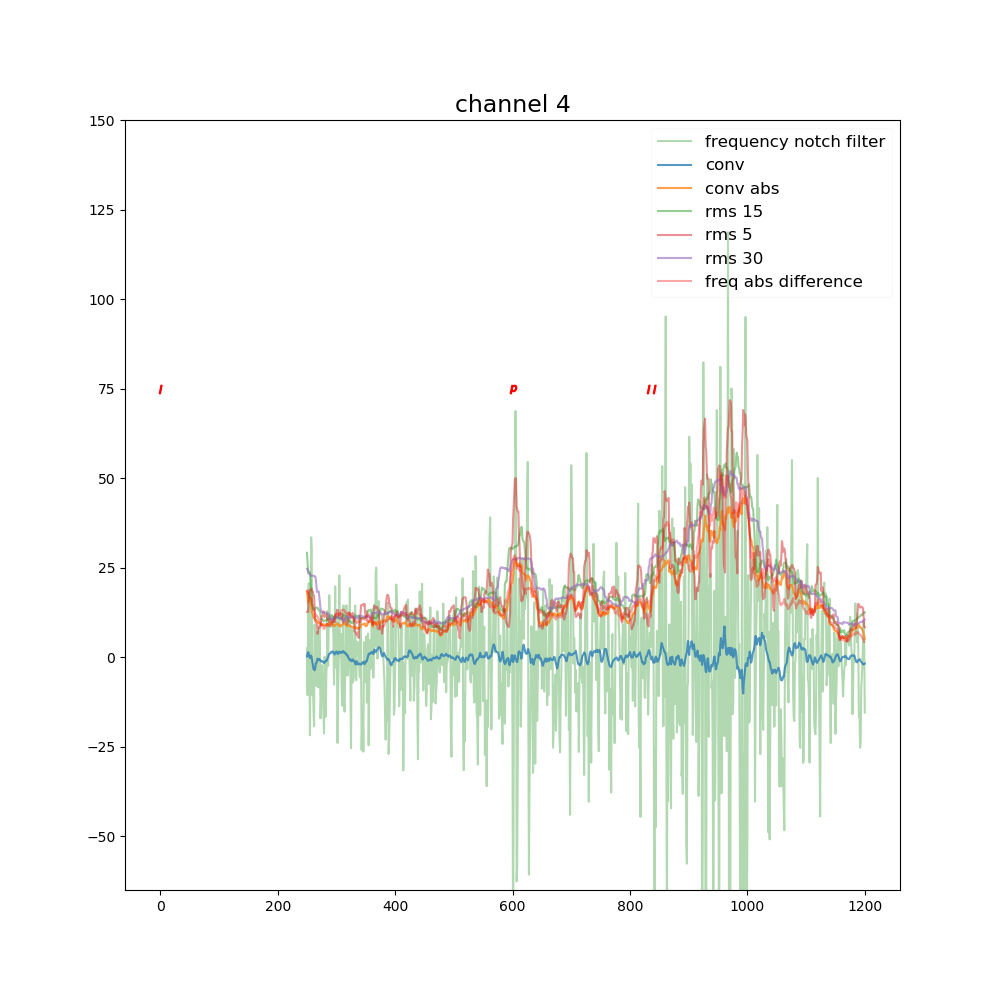 channel 4
150
125
100
75
50
25
0
−25
−50
frequency notch filter
conv
conv abs
rms 15
rms 5
rms 30
freq abs difference
I P I I
0 200 400 600 800 1000 1200